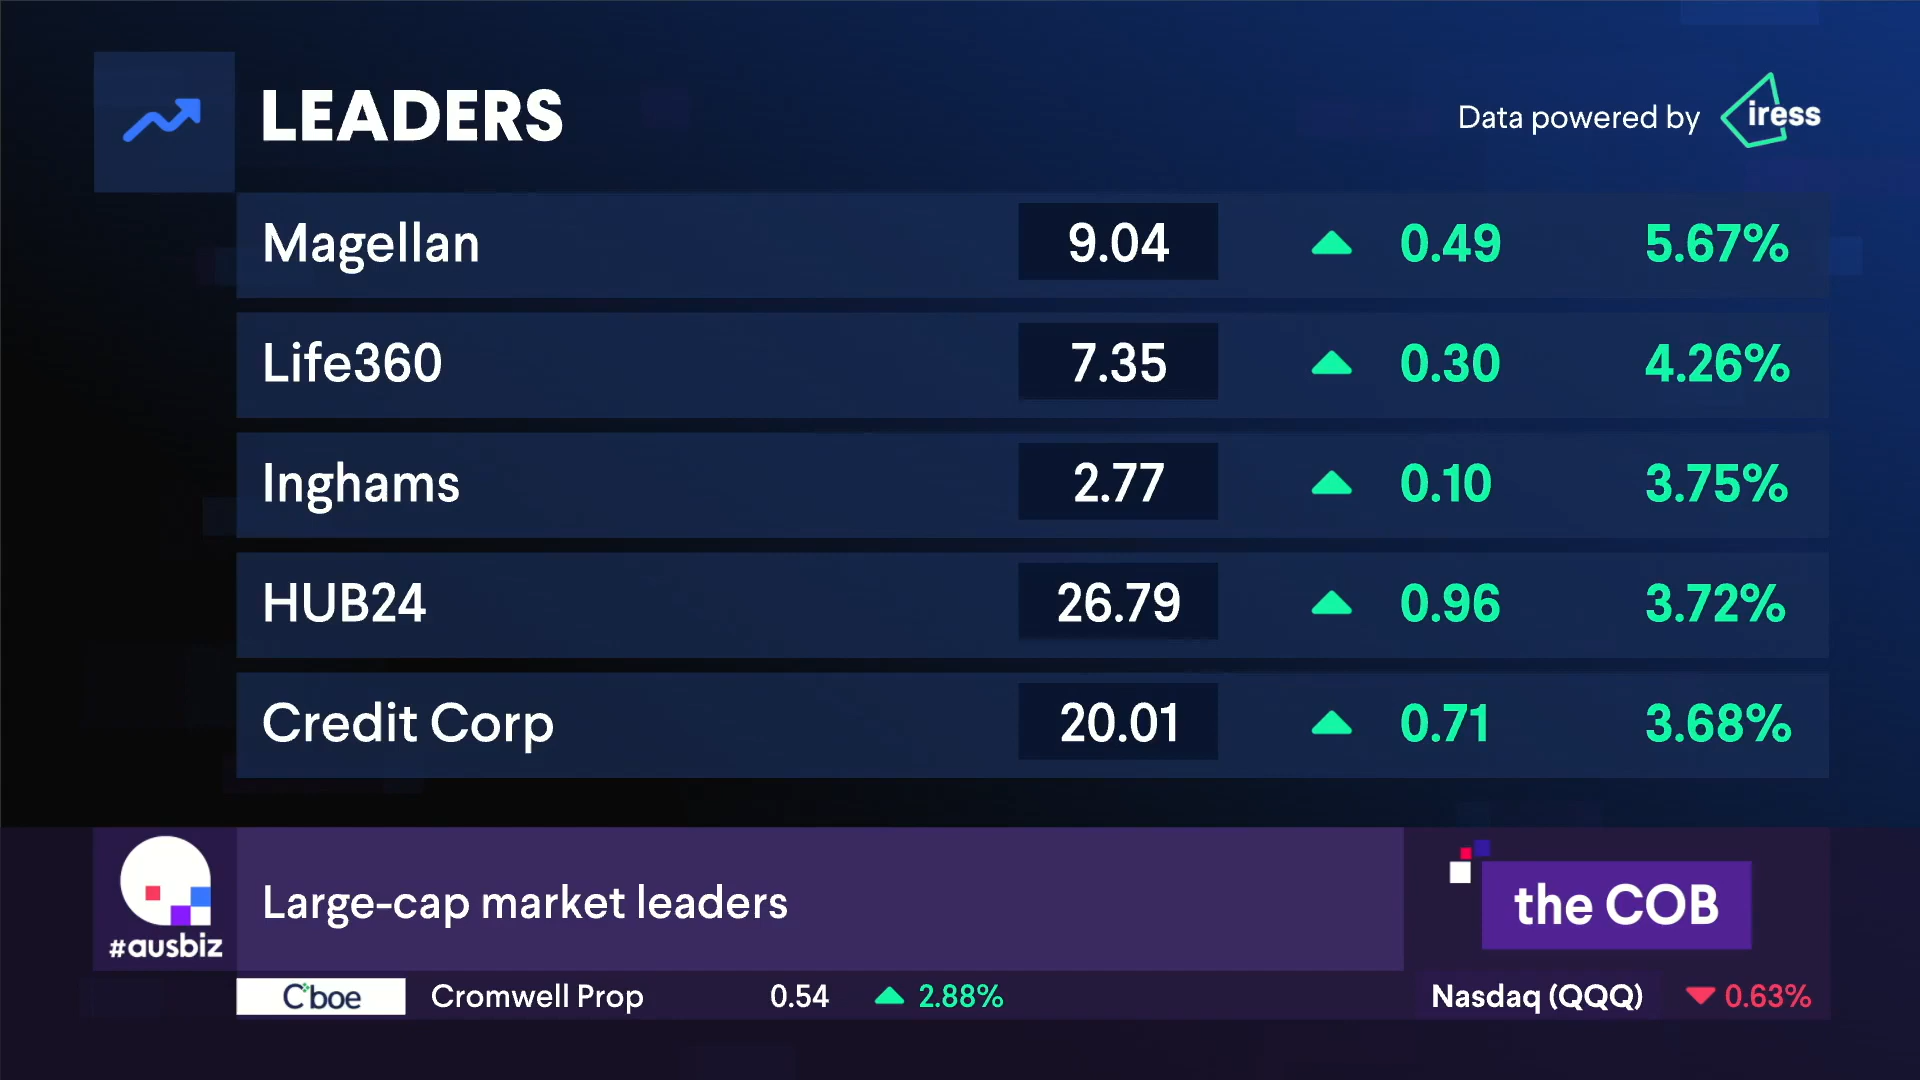 LEADERS
Data powered by iress
Magellan 9.04 0.49 5.67%
Life360 7.35 0.30 4.26%
Inghams 2.77 0.10 3.75%
HUB24 26.79 0.96 3.72%
Credit Corp 20.01 0.71 3.68%
Large-cap market leaders
the COB
#ausbiz
Cboe Cromwell Prop 0.54 2.88% Nasdaq (QQQ) 0.63%